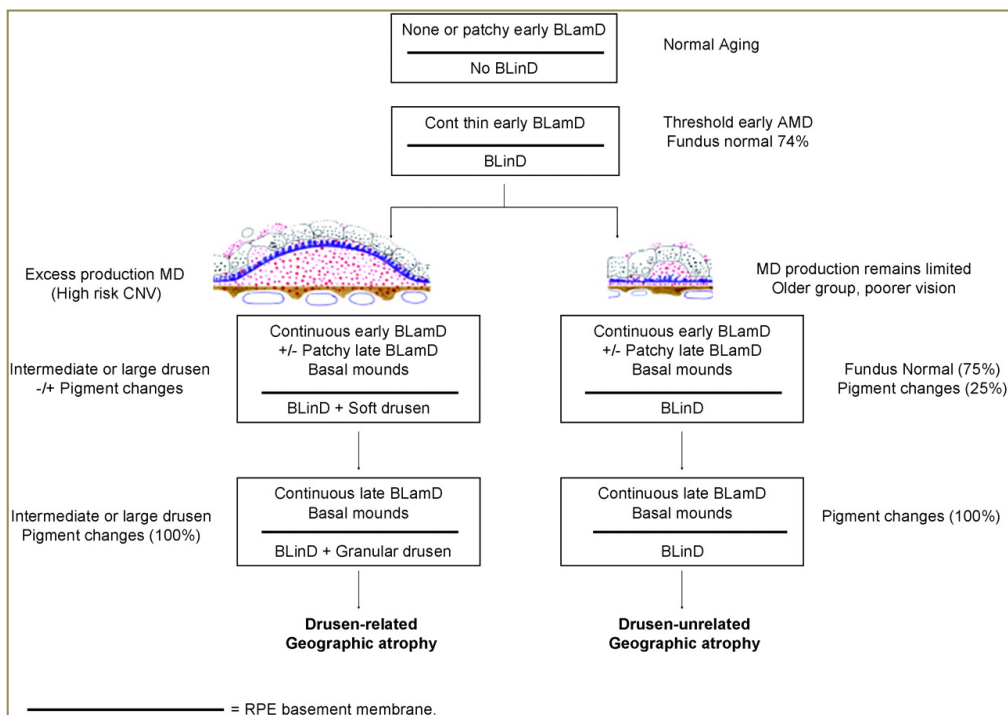 None or patchy early BLamD
No BLinD
Normal Aging
Cont thin early BLamD
BLinD
Threshold early AMD
Fundus normal 74%
Excess production MD
(High risk CNV)
MD production remains limited
Older group, poorer vision
Intermediate or large drusen
-/+ Pigment changes
Continuous early BLamD
+/- Patchy late BLamD
Basal mounds
BLinD + Soft drusen
Continuous early BLamD
+/- Patchy late BLamD
Basal mounds
BLinD
Fundus Normal (75%)
Pigment changes (25%)
Intermediate or large drusen
Pigment changes (100%)
Continuous late BLamD
Basal mounds
BLinD + Granular drusen
Continuous late BLamD
Basal mounds
BLinD
Pigment changes (100%)
Drusen-related
Geographic atrophy
Drusen-unrelated
Geographic atrophy
= RPE basement membrane.